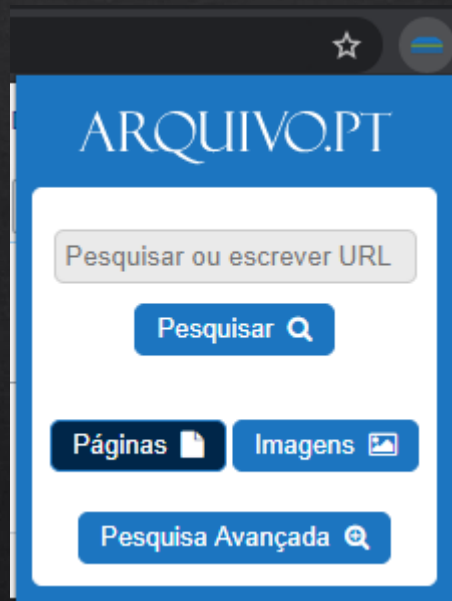 ARQUIVO.PT
Pesquisar ou escrever URL
Pesquisar
Páginas
Imagens
Pesquisa Avançada